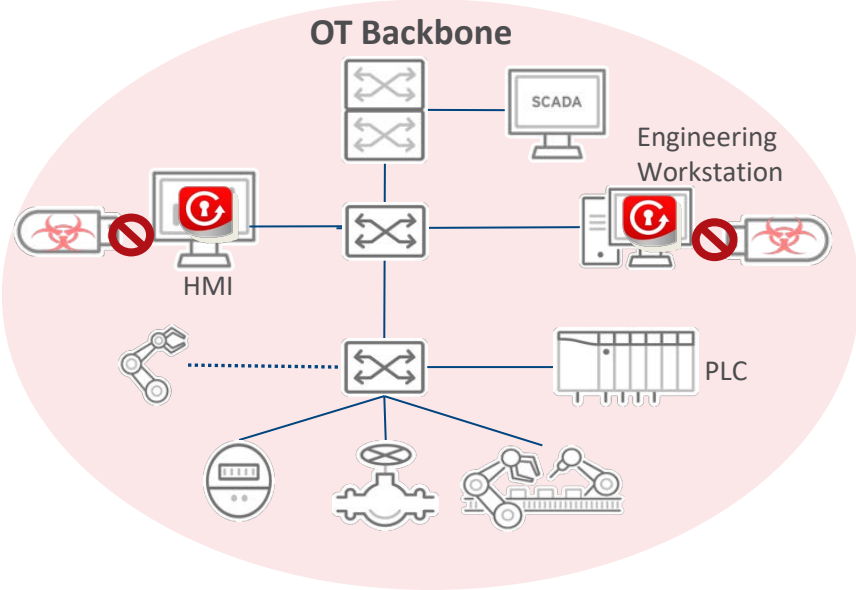 OT Backbone
SCADA
Engineering
Workstation
HMI
PLC